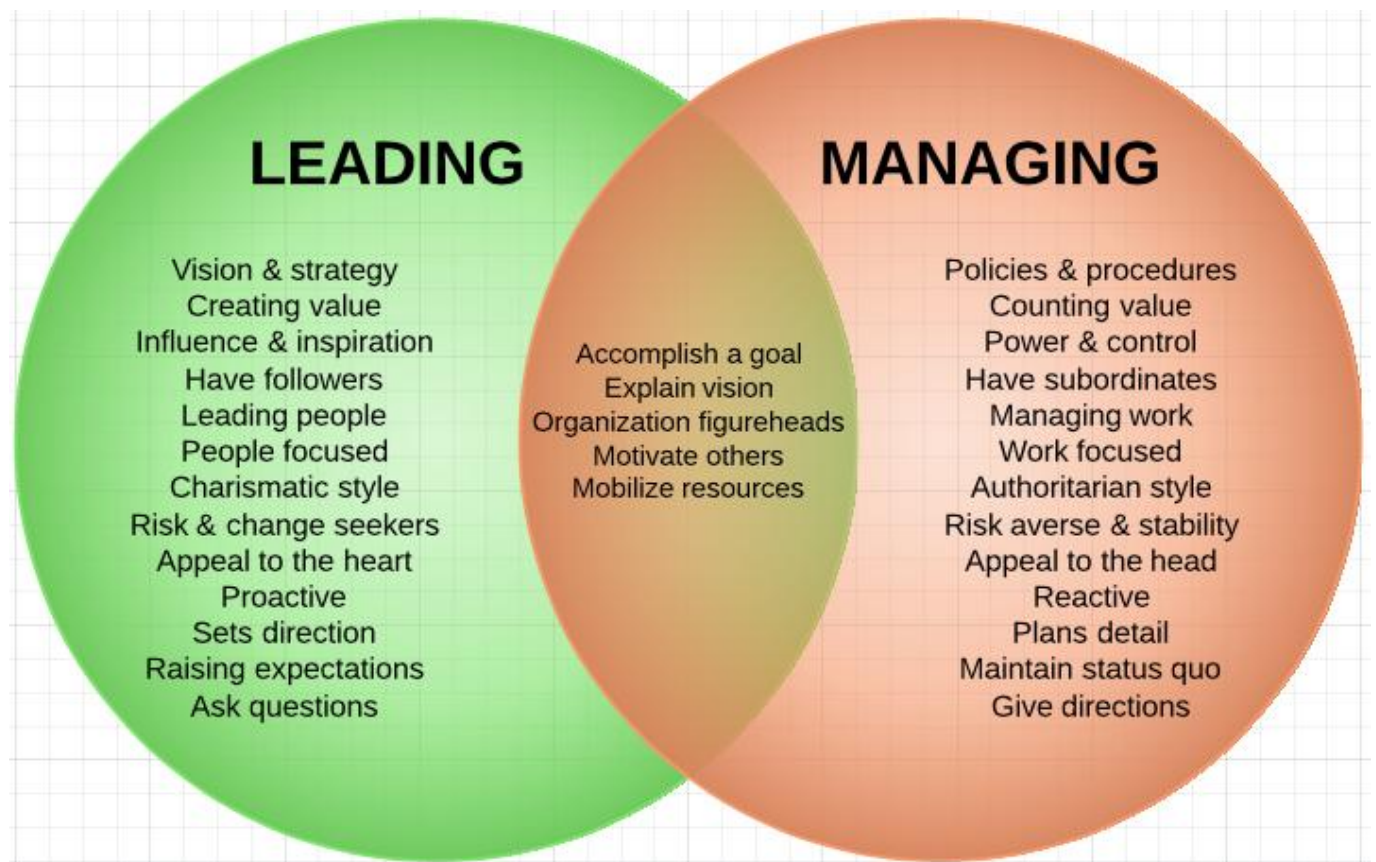 LEADING
Vision & strategy
Creating value
Influence & inspiration
Have followers
Leading people
People focused
Charismatic style
Risk & change seekers
Appeal to the heart
Proactive
Sets direction
Raising expectations
Ask questions
Accomplish a goal
Explain vision
Organization figureheads
Motivate others
Mobilize resources
MANAGING
Policies & procedures
Counting value
Power & control
Have subordinates
Managing work
Work focused
Authoritarian style
Risk averse & stability
Appeal to the head
Reactive
Plans detail
Maintain status quo
Give directions